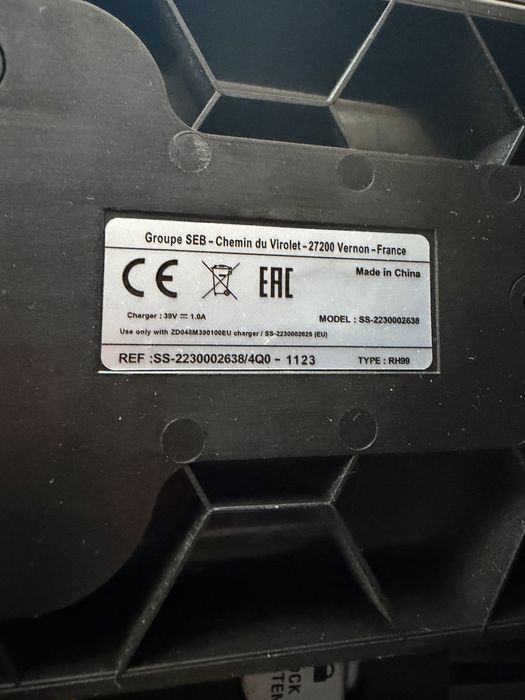 Groupe SEB - Chemin du Virolet - 27200 Vernon - France
CE EAC
Made in China
Charger : 39V ⎓ 1.0A
MODEL : SS-2230002638
Use only with ZD048M390100EU charger / SS-2230002625 (EU)
REF :SS-2230002638/4Q0 - 1123
TYPE : RH99